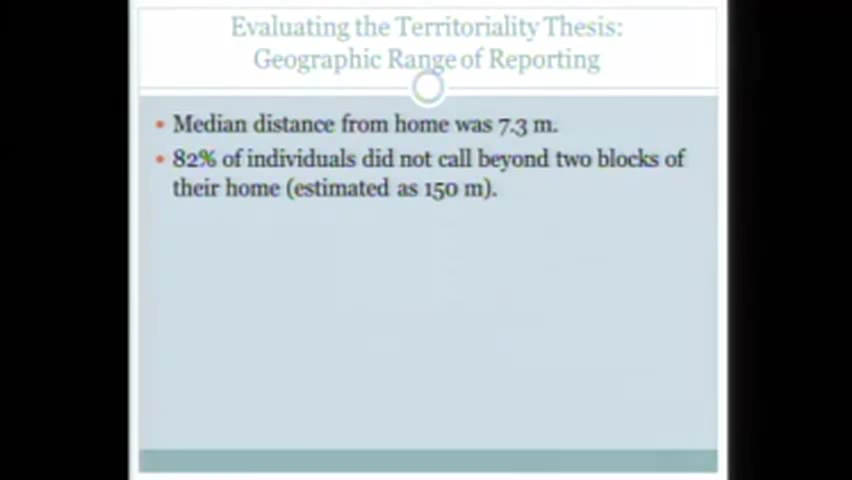 Evaluating the Territoriality Thesis:
Geographic Range of Reporting
• Median distance from home was 7.3 m.
• 82% of individuals did not call beyond two blocks of
their home (estimated as 150 m).